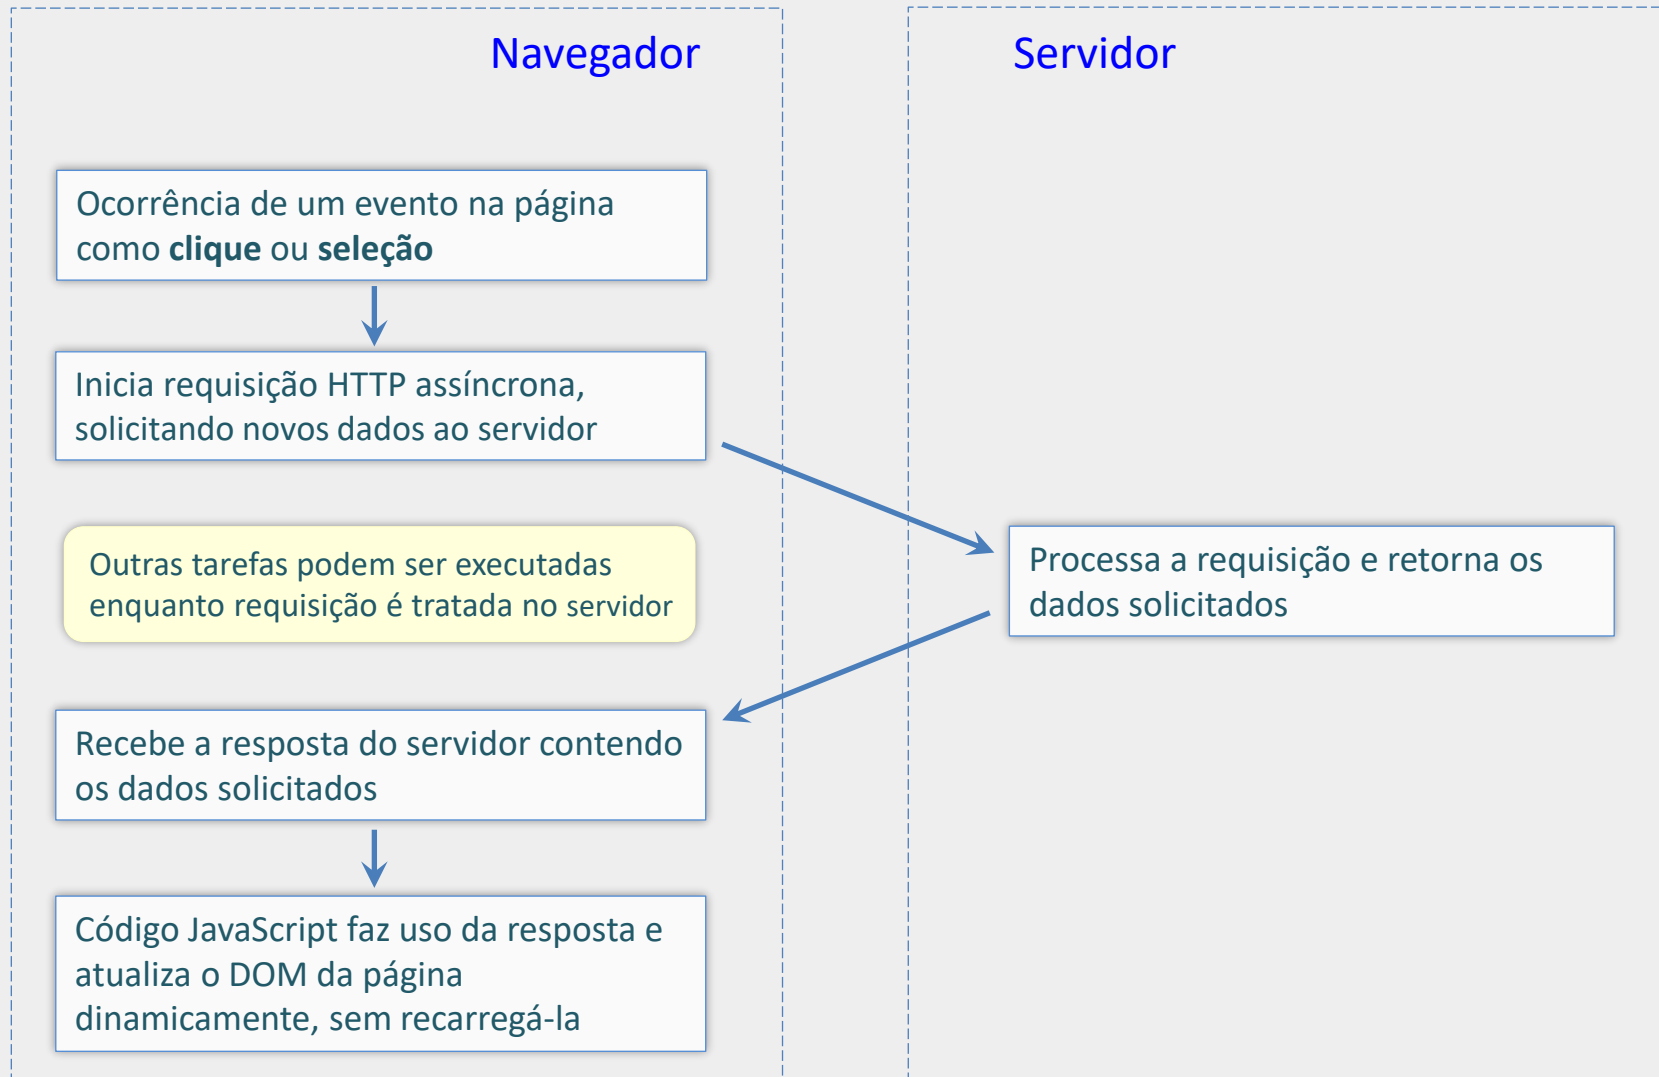 Navegador
Servidor
Ocorrência de um evento na página
como clique ou seleção
Inicia requisição HTTP assíncrona,
solicitando novos dados ao servidor
Outras tarefas podem ser executadas
enquanto requisição é tratada no servidor
Processa a requisição e retorna os
dados solicitados
Recebe a resposta do servidor contendo
os dados solicitados
Código JavaScript faz uso da resposta e
atualiza o DOM da página
dinamicamente, sem recarregá-la